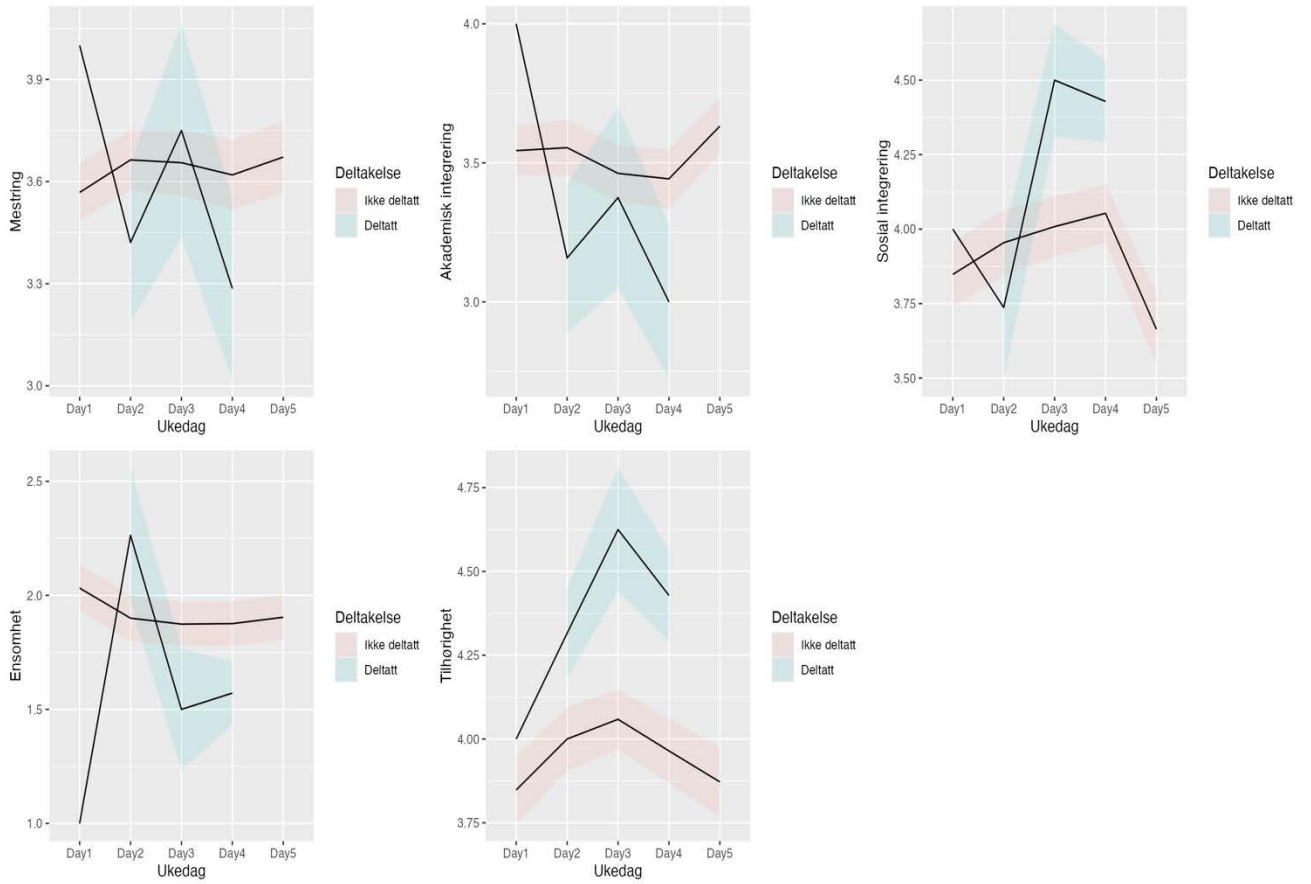 Mestring
3.9
3.6
3.3
3.0
Day1 Day2 Day3 Day4 Day5
Ukedag
Deltakelse
Ikke deltatt
Deltatt
Akademisk integrering
4.0
3.5
3.0
Day1 Day2 Day3 Day4 Day5
Ukedag
Deltakelse
Ikke deltatt
Deltatt
Sosial integrering
4.50
4.25
4.00
3.75
3.50
Day1 Day2 Day3 Day4 Day5
Ukedag
Deltakelse
Ikke deltatt
Deltatt
Ensomhet
2.5
2.0
1.5
1.0
Day1 Day2 Day3 Day4 Day5
Ukedag
Deltakelse
Ikke deltatt
Deltatt
Tilhørighet
4.75
4.50
4.25
4.00
3.75
Day1 Day2 Day3 Day4 Day5
Ukedag
Deltakelse
Ikke deltatt
Deltatt